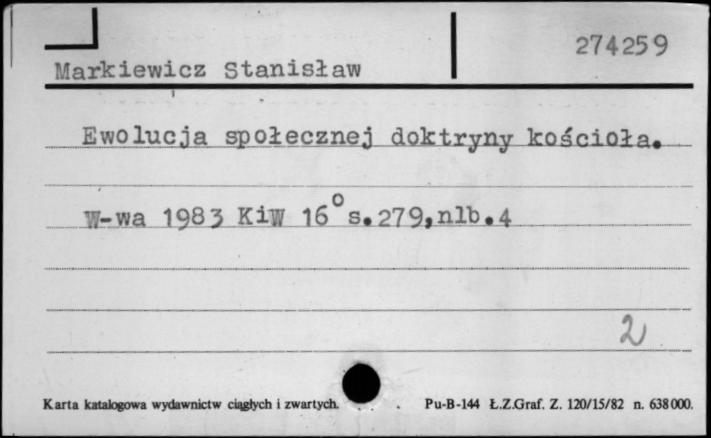 274259
Markiewicz Stanisław
Ewolucja społecznej doktryny kościoła.
W-wa 1983 KiW 16° s.279,nlb.4
2
Karta katalogowa wydawnictw ciągłych i zwartych. Pu-B-144 Ł.Z.Graf. Z. 120/15/82 n. 638000.